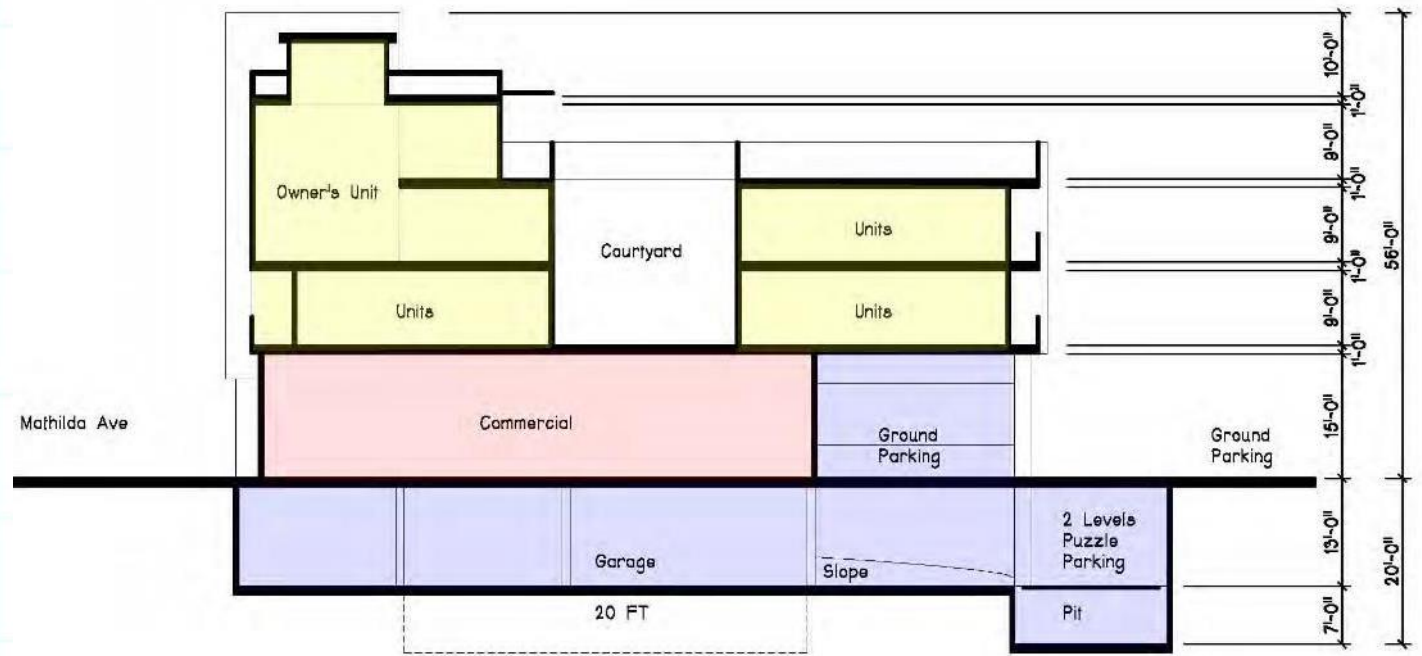 10'-0"
1'-0"
9'-0"
Owner's Unit
1'-0"
Units
9'-0"
56'-0"
Courtyard
1'-0"
Units
Units
9'-0"
1'-0"
Mathilda Ave
Commercial
Ground
Parking
Ground
Parking
15'-0"
2 Levels
Puzzle
Parking
13'-0"
Garage
Slope
20'-0"
20 FT
Pit
7'-0"